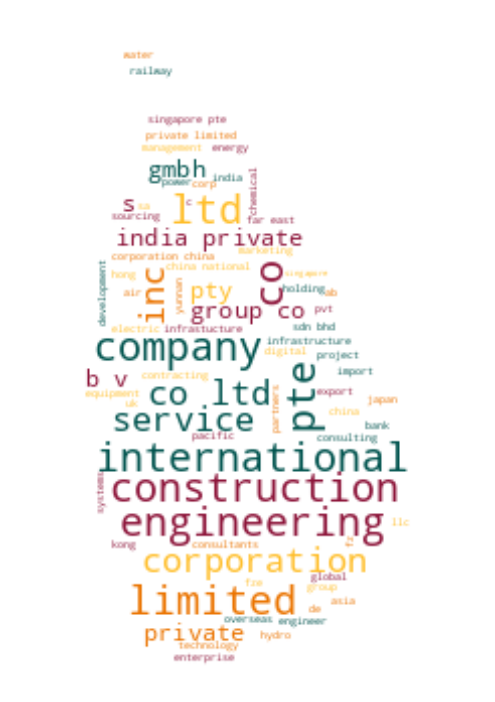 water
railway
singapore pte
private limited
management energy
gmbh
power corp india
chemical
s sa c ltd
sourcing far east
india private
marketing
corporation china
china national singapore
development
hong inc co
air yunnan pty holding ab
group co pvt
electric infrastucture sdn bhd
company infrastructure
digital project
b v contracting pte import
equipment co ltd export
uk partners japan
service china
bank
pacific consulting
international
systems construction
engineering llc
kong consultants fz
corporation
fze global
group
limited asia
de
overseas engineer
private hydro
technology
enterprise